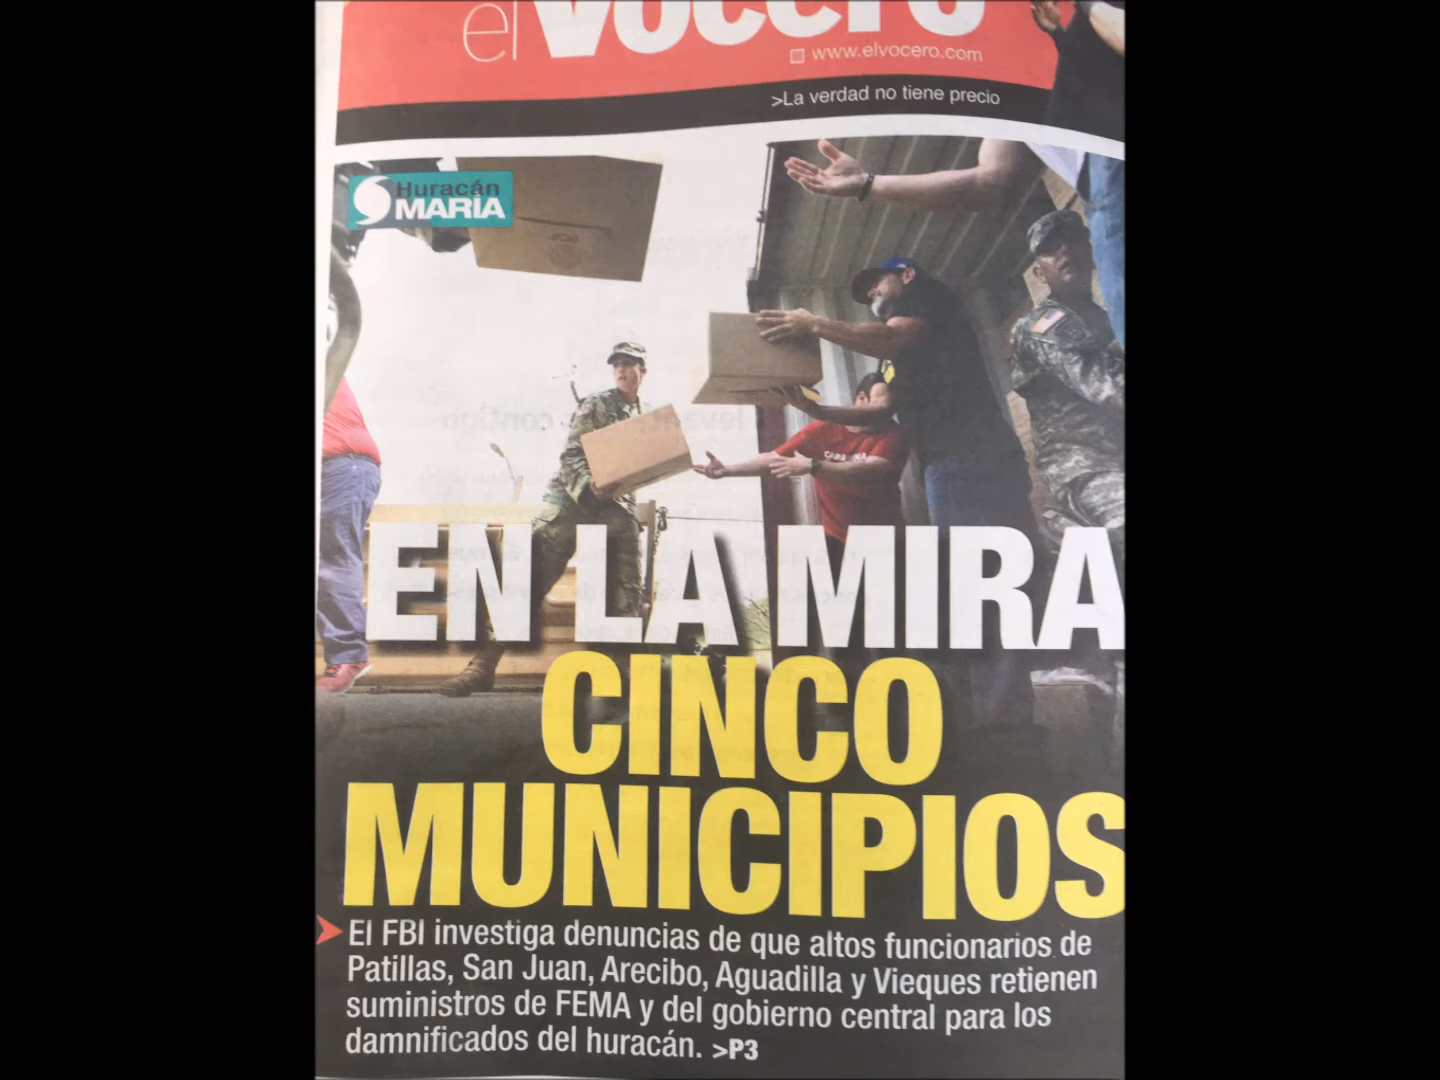 el Vocero
www.elvocero.com
>La verdad no tiene precio
Huracán
MARÍA
EN LA MIRA
CINCO
MUNICIPIOS
El FBI investiga denuncias de que altos funcionarios de
Patillas, San Juan, Arecibo, Aguadilla y Vieques retienen
suministros de FEMA y del gobierno central para los
damnificados del huracán. >P3